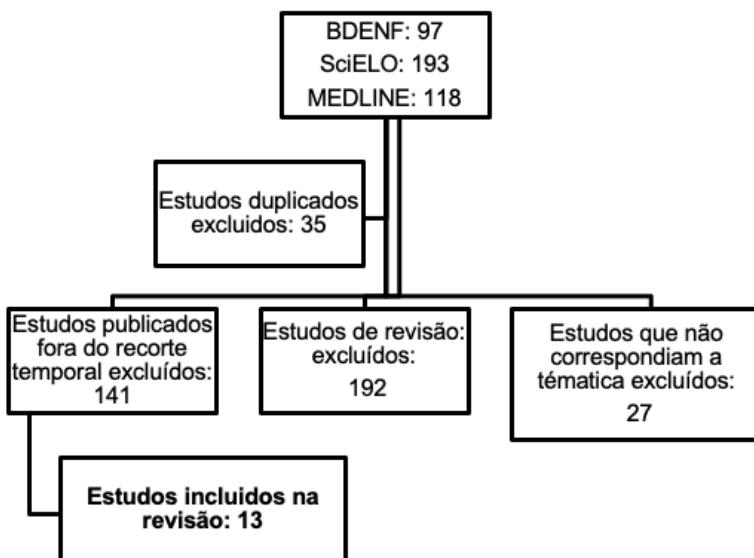 BDENF: 97
SciELO: 193
MEDLINE: 118
Estudos duplicados
excluidos: 35
Estudos publicados
fora do recorte
temporal excluídos:
141
Estudos de revisão:
excluídos:
192
Estudos que não
correspondiam a
tématica excluídos:
27
Estudos incluidos na
revisão: 13